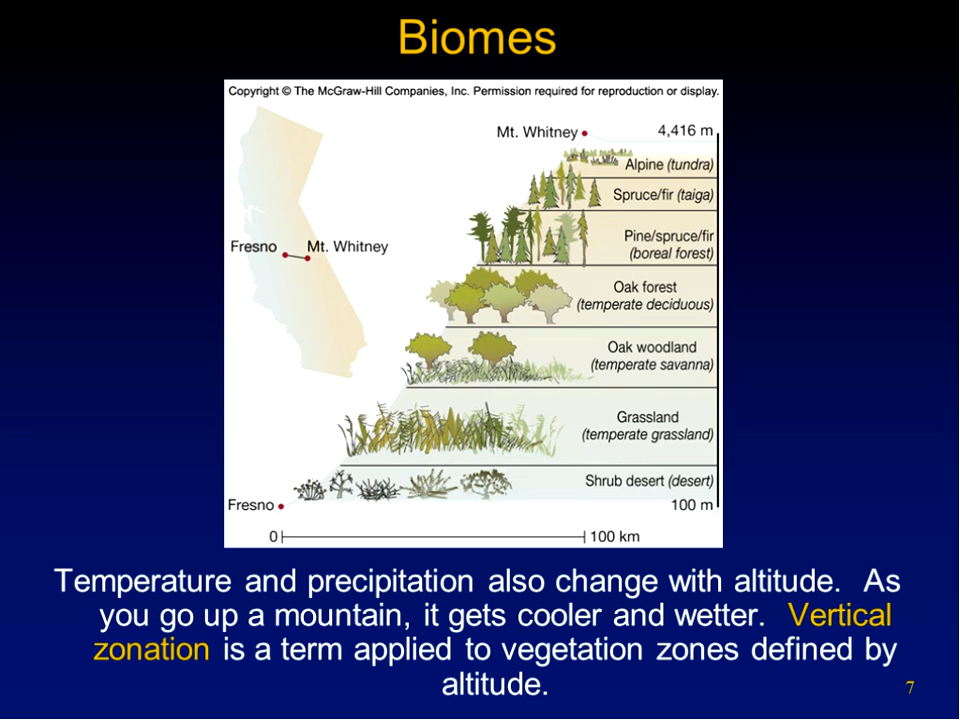 Biomes
Copyright © The McGraw-Hill Companies, Inc. Permission required for reproduction or display.
Mt. Whitney
4,416 m
Alpine (tundra)
Spruce/fir (taiga)
Fresno
Mt. Whitney
Pine/spruce/fir
(boreal forest)
Oak forest
(temperate deciduous)
Oak woodland
(temperate savanna)
Grassland
(temperate grassland)
Shrub desert (desert)
Fresno
100 m
0
100 km
Temperature and precipitation also change with altitude. As
you go up a mountain, it gets cooler and wetter. Vertical
zonation is a term applied to vegetation zones defined by
altitude.
7